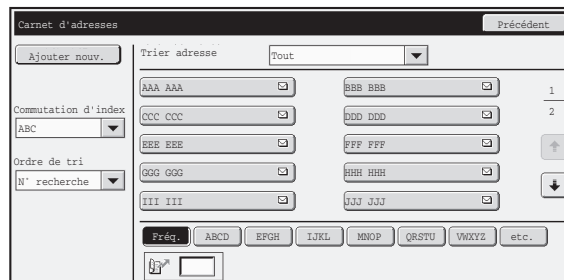 Carnet d'adresses
Précédent
Ajouter nouv.
Trier adresse
Tout
AAA AAA
BBB BBB
1
Commutation d'index
CCC CCC
DDD DDD
2
ABC
EEE EEE
FFF FFF
Ordre de tri
GGG GGG
HHH HHH
N° recherche
III III
JJJ JJJ
Fréq.
ABCD
EFGH
IJKL
MNOP
QRSTU
VWXYZ
etc.